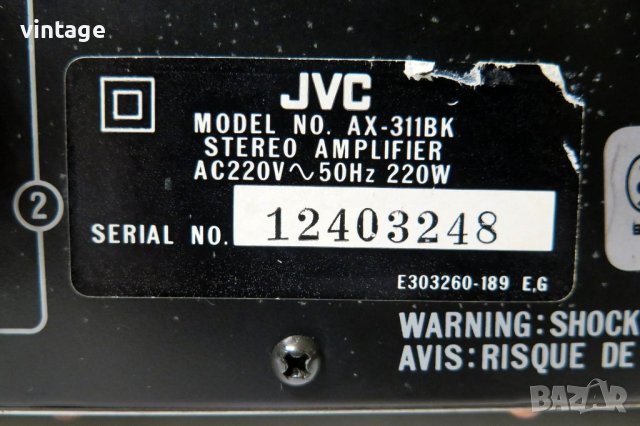 vintage
JVC
MODEL NO. AX-311BK
STEREO AMPLIFIER
AC220V∿50Hz 220W
SERIAL NO. 12403248
2
E303260-189 E,G
WARNING: SHOCK
AVIS: RISQUE DE
BAZAR